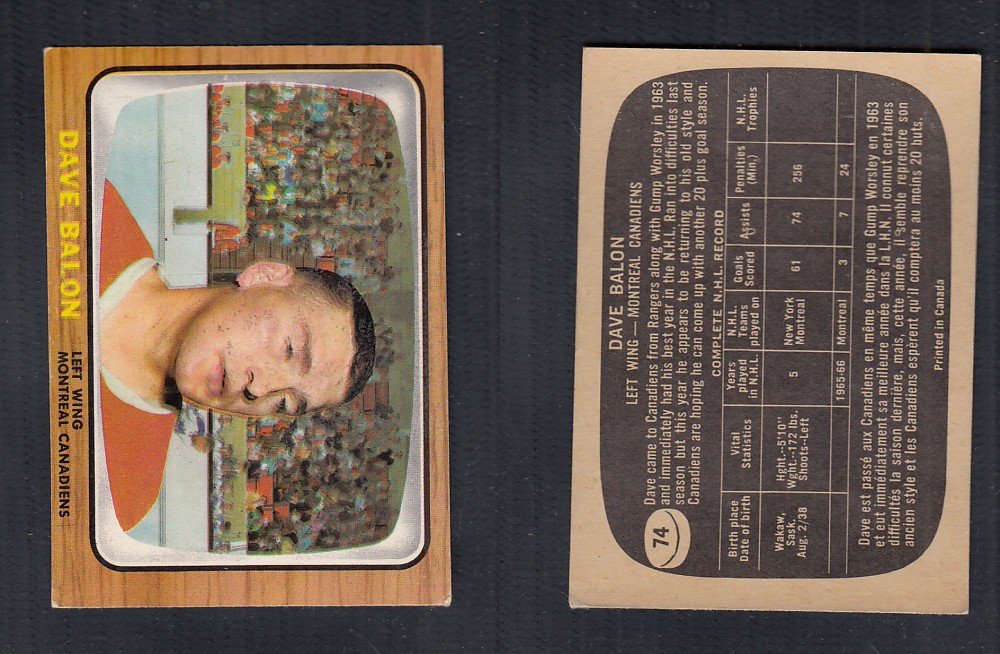 DAVE BALON
LEFT WING
MONTREAL CANADIENS
74
DAVE BALON
LEFT WING — MONTREAL CANADIENS
Dave came to Canadiens from Rangers along with Gump Worsley in 1963
and immediately had his best year in the N.H.L. Ran into difficulties last
season but this year he appears to be returning to his old style and
Canadiens are hoping he can come up with another 20 plus goal season.
COMPLETE N.H.L. RECORD
Birth place Date of birth | Vital Statistics | Years played in N.H.L. | N.H.L. Teams played on | Goals Scored | Assists | Penalties (Min.) | N.H.L. Trophies
Wakaw, Sask. Aug. 2/38 | Hght.--5'10" Wght.--172 lbs. Shoots--Left | 5 | New York Montreal | 61 | 74 | 256
1965-66 | Montreal | 3 | 7 | 24
Dave est passé aux Canadiens en même temps que Gump Worsley en 1963
et eut immédiatement sa meilleure année dans la L.H.N. Il connut certaines
difficultés la saison dernière, mais, cette année, il semble reprendre son
ancien style et les Canadiens espèrent qu'il comptera au moins 20 buts.
Printed in Canada